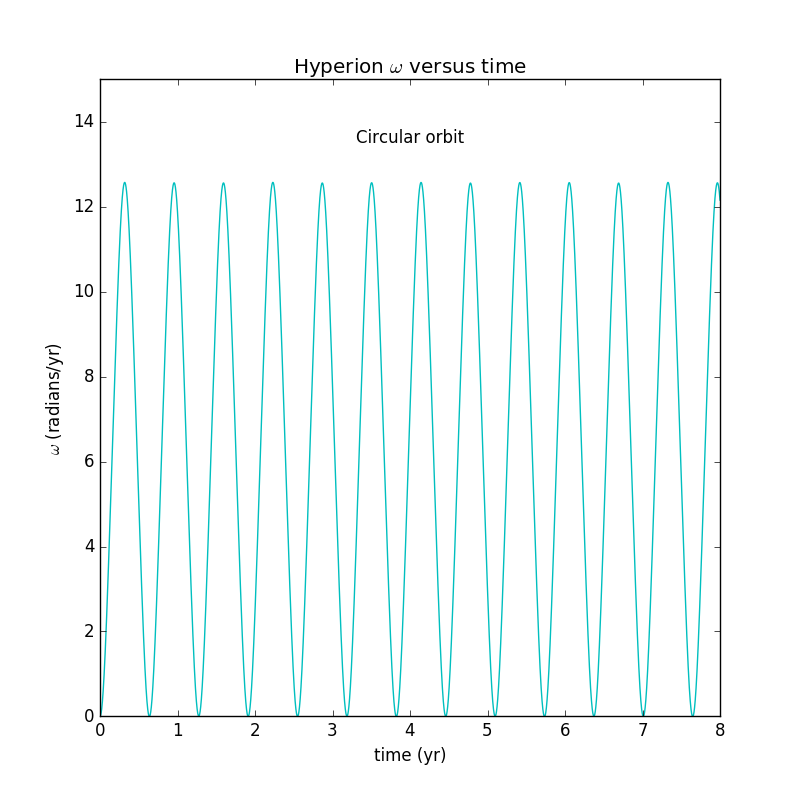 Hyperion ω versus time
Circular orbit
14
12
10
8
6
4
2
0
ω (radians/yr)
0 1 2 3 4 5 6 7 8
time (yr)